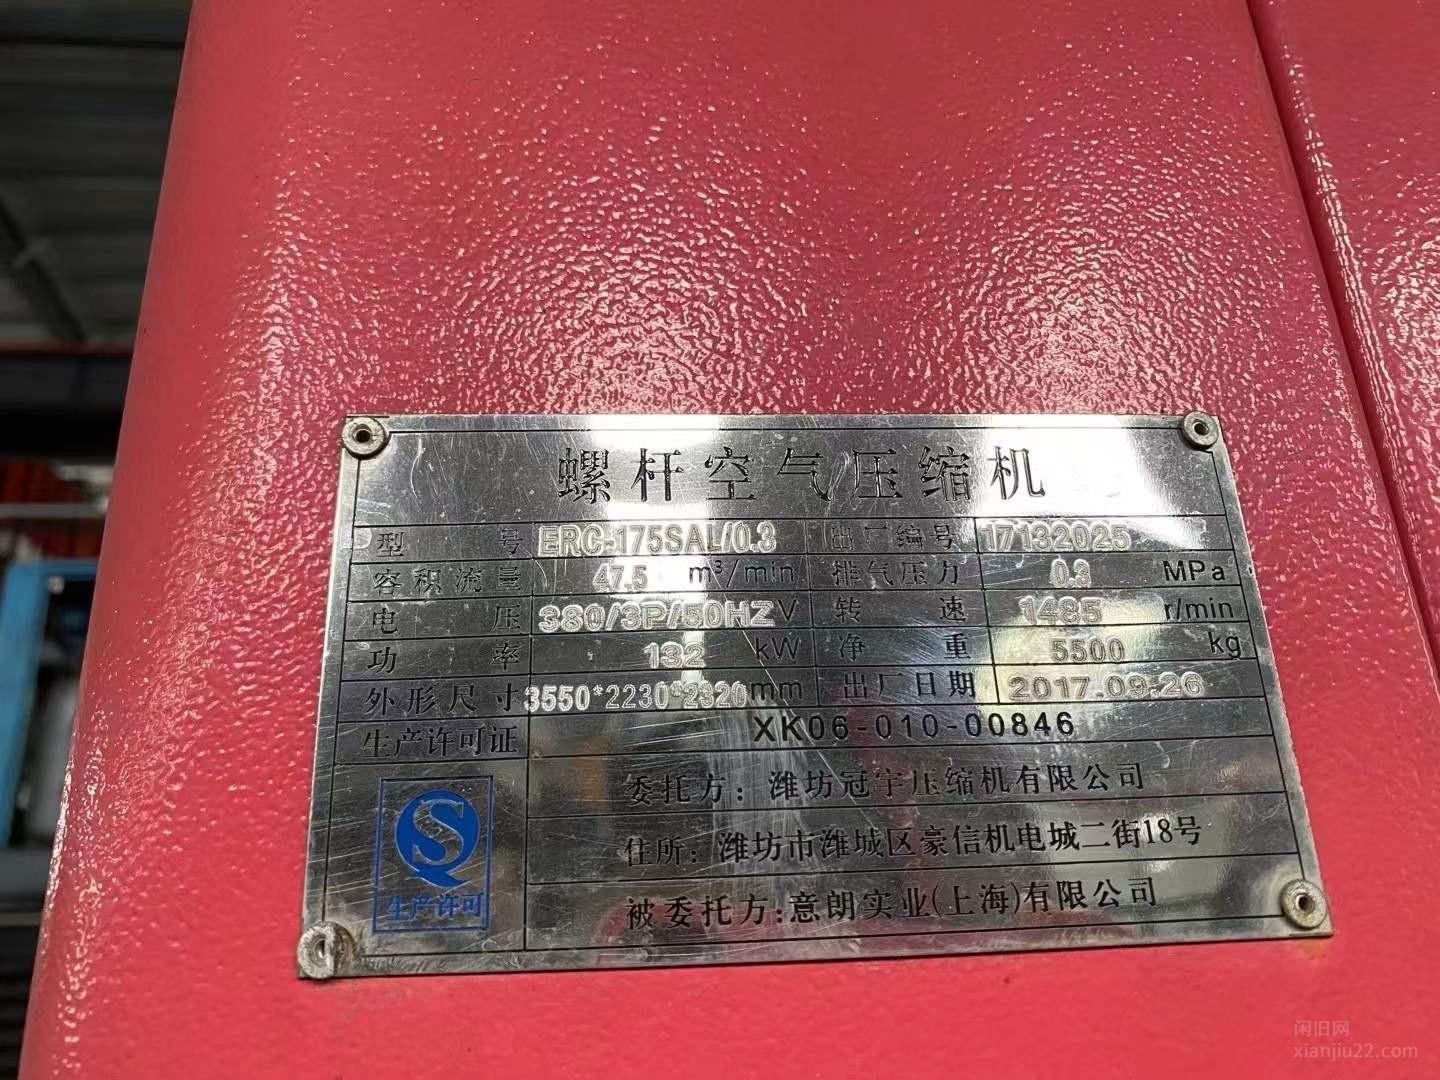 螺杆空气压缩机
型号 ERC-175SAL/0.3 出厂编号 17132025
容积流量 47.5 m³/min 排气压力 0.3 MPa
电压 380/3P/50HZ V 转速 1485 r/min
功率 132 kW 净重 5500 kg
外形尺寸 3550*2230*2320 mm 出厂日期 2017.09.26
生产许可证 XK06-010-00846
委托方：潍坊冠宇压缩机有限公司
住所：潍坊市潍城区豪信机电城二街18号
被委托方：意朗实业(上海)有限公司
生产许可
闲旧网
xianjiu22.com